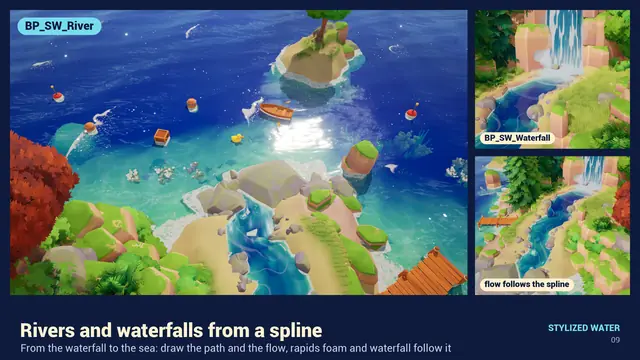 BP_SW_River
BP_SW_Waterfall
flow follows the spline
Rivers and waterfalls from a spline
From the waterfall to the sea: draw the path and the flow, rapids foam and waterfall follow it
STYLIZED WATER
09